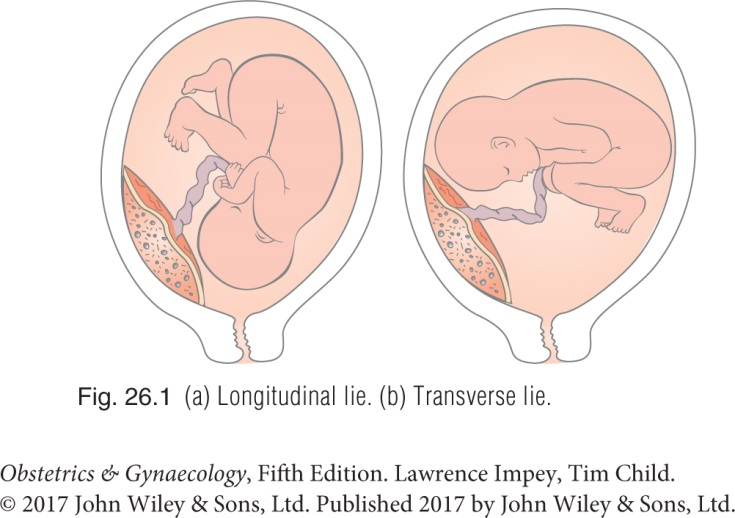 Fig. 26.1 (a) Longitudinal lie. (b) Transverse lie.
Obstetrics & Gynaecology, Fifth Edition. Lawrence Impey, Tim Child.
© 2017 John Wiley & Sons, Ltd. Published 2017 by John Wiley & Sons, Ltd.